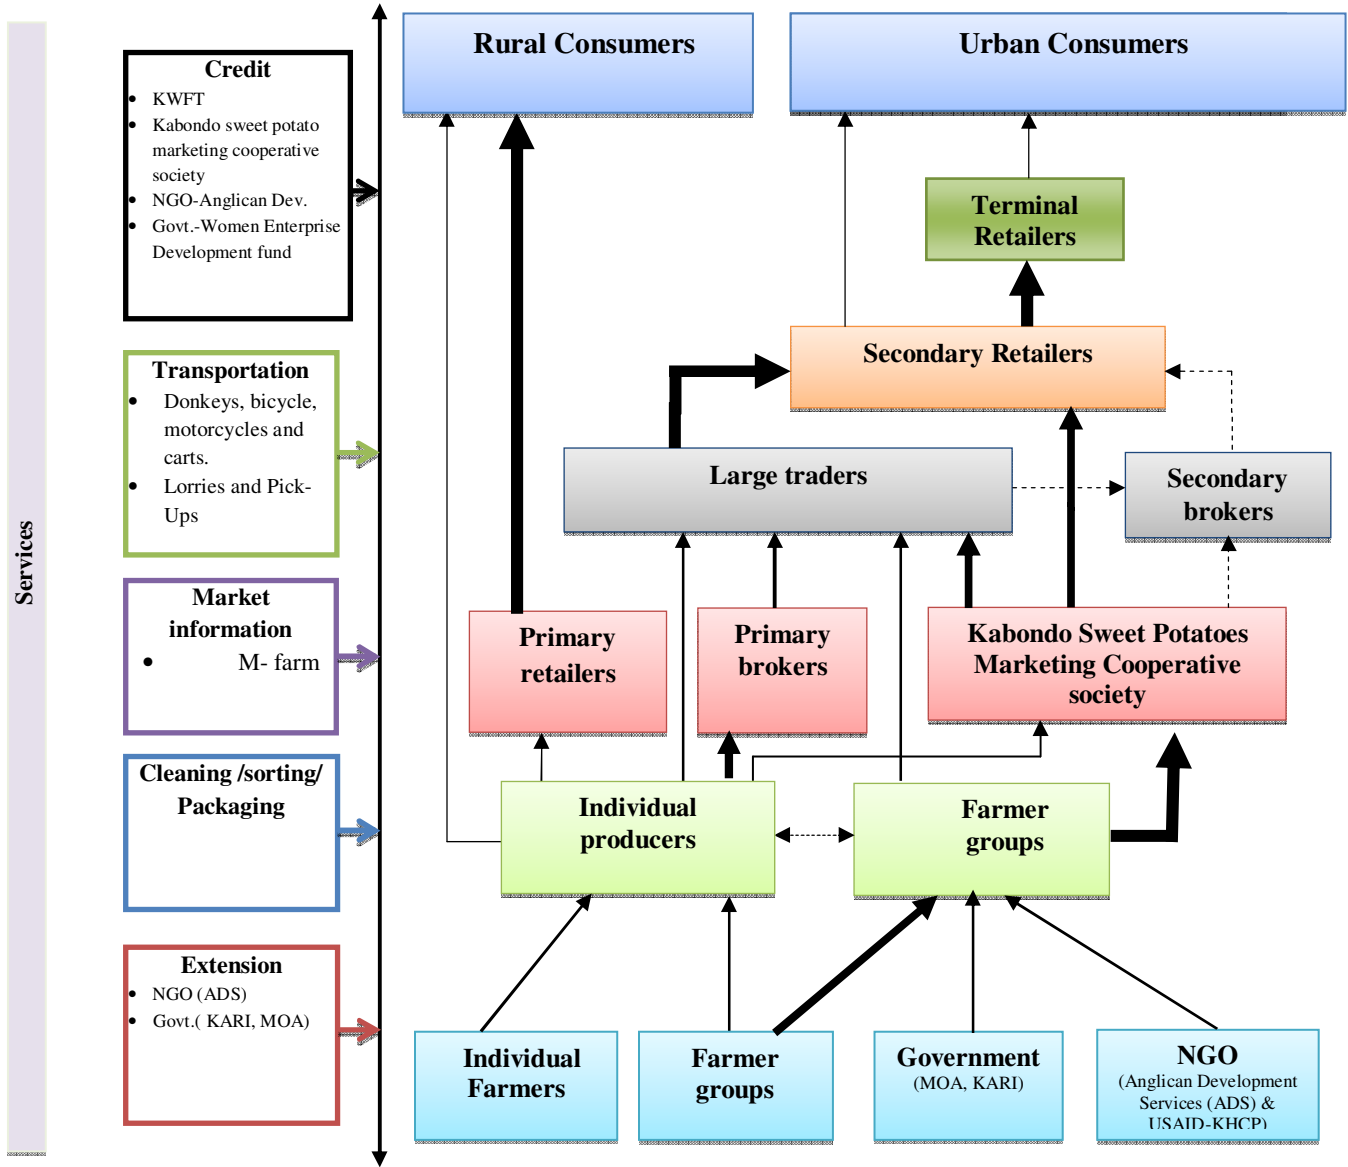 Services
Credit
• KWFT
• Kabondo sweet potato
marketing cooperative
society
• NGO-Anglican Dev.
• Govt.-Women Enterprise
Development fund
Transportation
• Donkeys, bicycle,
motorcycles and
carts.
• Lorries and Pick-
Ups
Market
information
• M- farm
Cleaning /sorting/
Packaging
Extension
• NGO (ADS)
• Govt.( KARI, MOA)
Rural Consumers
Urban Consumers
Terminal
Retailers
Secondary Retailers
Large traders
Secondary
brokers
Primary
retailers
Primary
brokers
Kabondo Sweet Potatoes
Marketing Cooperative
society
Individual
producers
Farmer
groups
Individual
Farmers
Farmer
groups
Government
(MOA, KARI)
NGO
(Anglican Development
Services (ADS) &
USAID-KHCP)